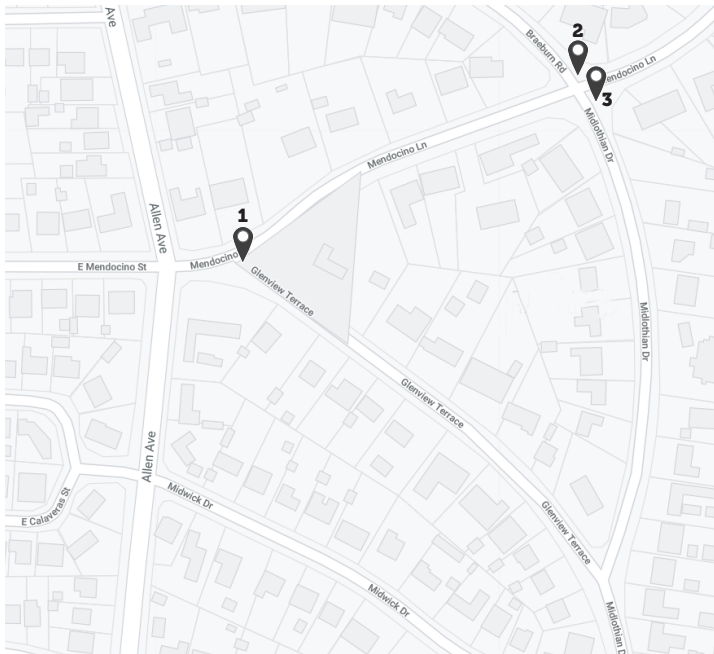 Ave
Braeburn Rd
2
endocino Ln
3
Midlothian Dr
Mendocino Ln
Allen Ave
1
E Mendocino St
Mendocino
Glenview Terrace
Midlothian Dr
Glenview Terrace
Allen Ave
Midwick Dr
E Calaveras St
Glenview Terrace
Midwick Dr
Midlothian D